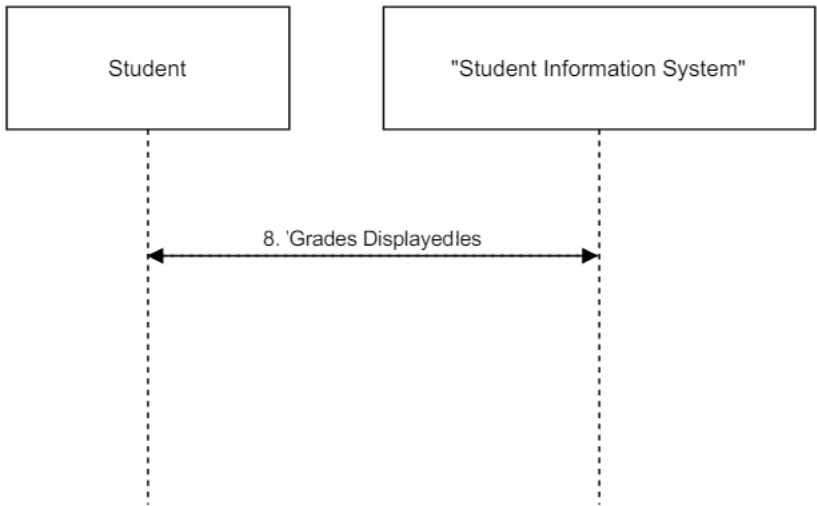 Student
"Student Information System"
8. 'Grades Displayedles